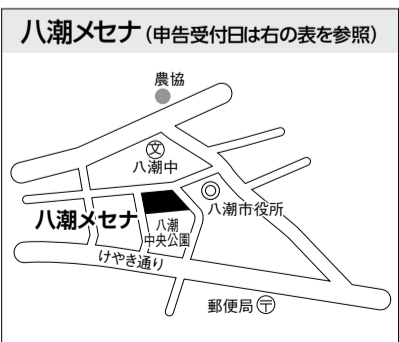 八潮メセナ(申告受付日は右の表を参照)
農協
文
八潮中
八潮市役所
八潮メセナ
八潮
中央公園
けやき通り
郵便局〒